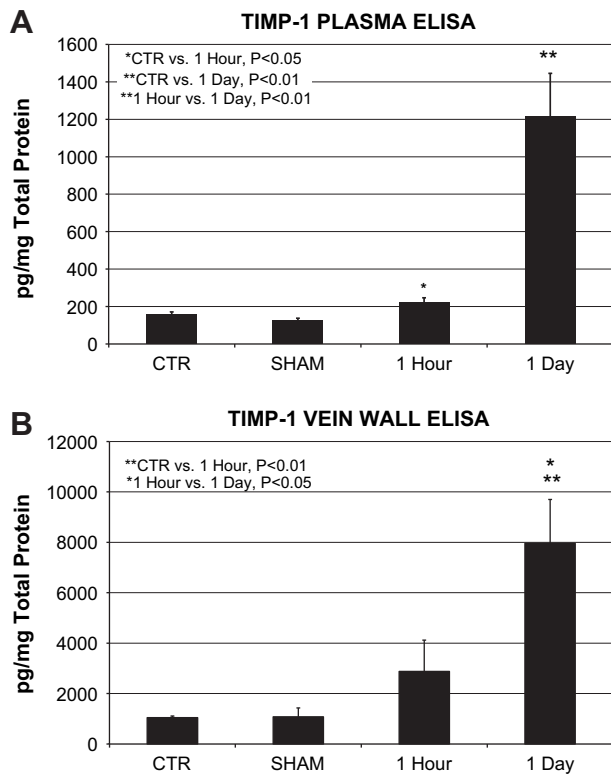 A
TIMP-1 PLASMA ELISA
pg/mg Total Protein
1600
1400
1200
1000
800
600
400
200
0
*CTR vs. 1 Hour, P<0.05
**CTR vs. 1 Day, P<0.01
**1 Hour vs. 1 Day, P<0.01
*
**
CTR SHAM 1 Hour 1 Day
B
TIMP-1 VEIN WALL ELISA
pg/mg Total Protein
12000
10000
8000
6000
4000
2000
0
**CTR vs. 1 Hour, P<0.01
*1 Hour vs. 1 Day, P<0.05
*
**
CTR SHAM 1 Hour 1 Day